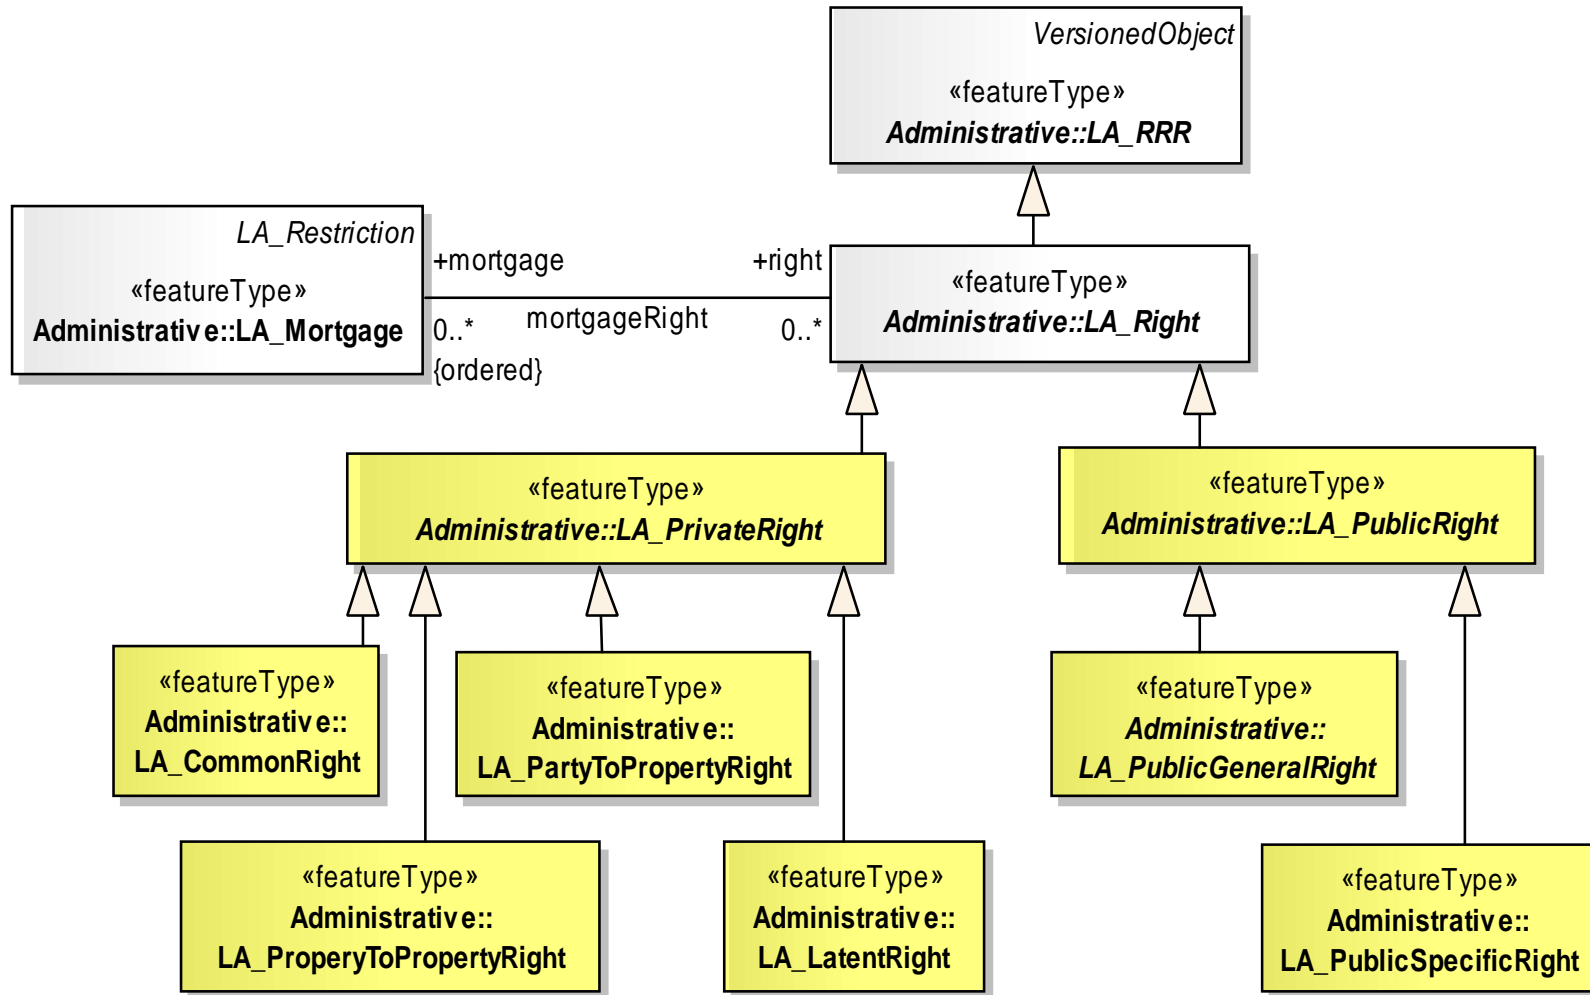 VersionedObject
«featureType»
Administrative::LA_RRR
LA_Restriction
«featureType»
Administrative::LA_Mortgage
+mortgage
+right
mortgageRight
0..*
0..*
{ordered}
«featureType»
Administrative::LA_Right
«featureType»
Administrative::LA_PrivateRight
«featureType»
Administrative::LA_PublicRight
«featureType»
Administrative::
LA_CommonRight
«featureType»
Administrative::
LA_PartyToPropertyRight
«featureType»
Administrative::
LA_PublicGeneralRight
«featureType»
Administrative::
LA_ProperyToPropertyRight
«featureType»
Administrative::
LA_LatentRight
«featureType»
Administrative::
LA_PublicSpecificRight